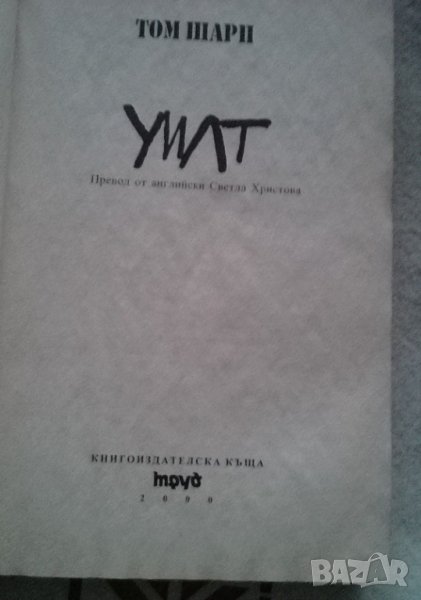 ТОМ ШАРП
УИЛТ
Превод от английски Светла Христова
КНИГОИЗДАТЕЛСКА КЪЩА
труд
2000
BAZAR